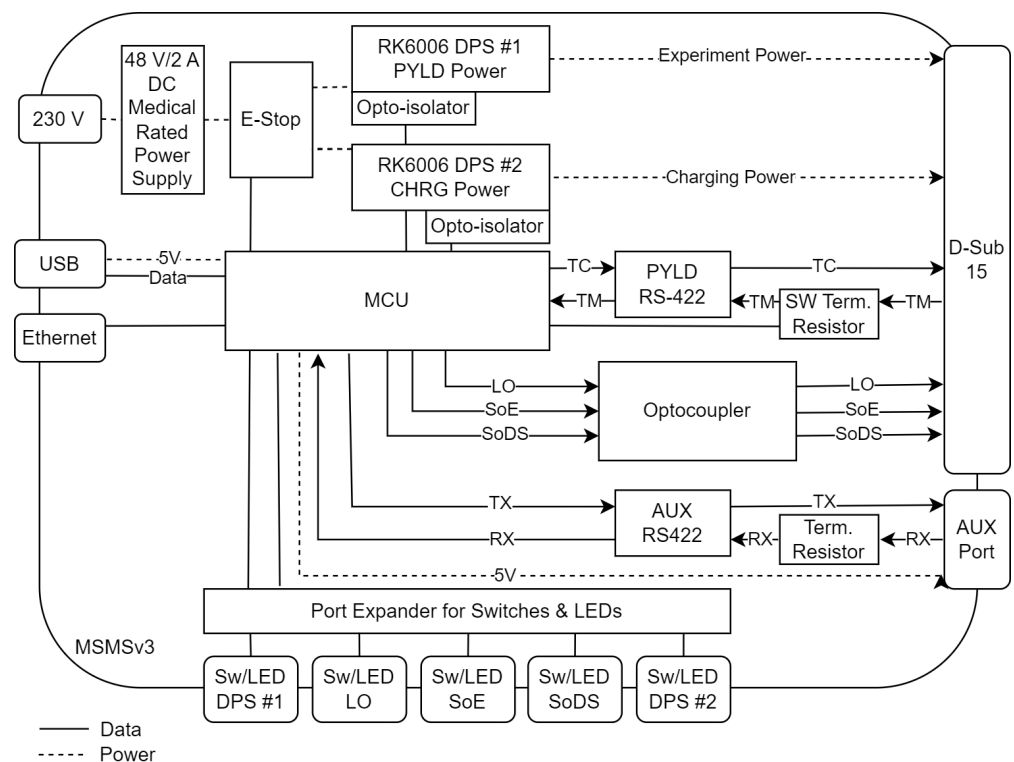 RK6006 DPS #1
PYLD Power
Opto-isolator
Experiment Power
48 V/2 A
DC
Medical
Rated
Power
Supply
230 V
E-Stop
RK6006 DPS #2
CHRG Power
Opto-isolator
Charging Power
D-Sub
15
USB
5V
Data
MCU
TC
TM
PYLD
RS-422
TC
TM
SW Term.
Resistor
TM
Ethernet
LO
SoE
SoDS
Optocoupler
LO
SoE
SoDS
TX
RX
AUX
RS422
TX
RX
Term.
Resistor
RX
AUX
Port
5V
Port Expander for Switches & LEDs
MSMSv3
Sw/LED
DPS #1
Sw/LED
LO
Sw/LED
SoE
Sw/LED
SoDS
Sw/LED
DPS #2
Data
Power